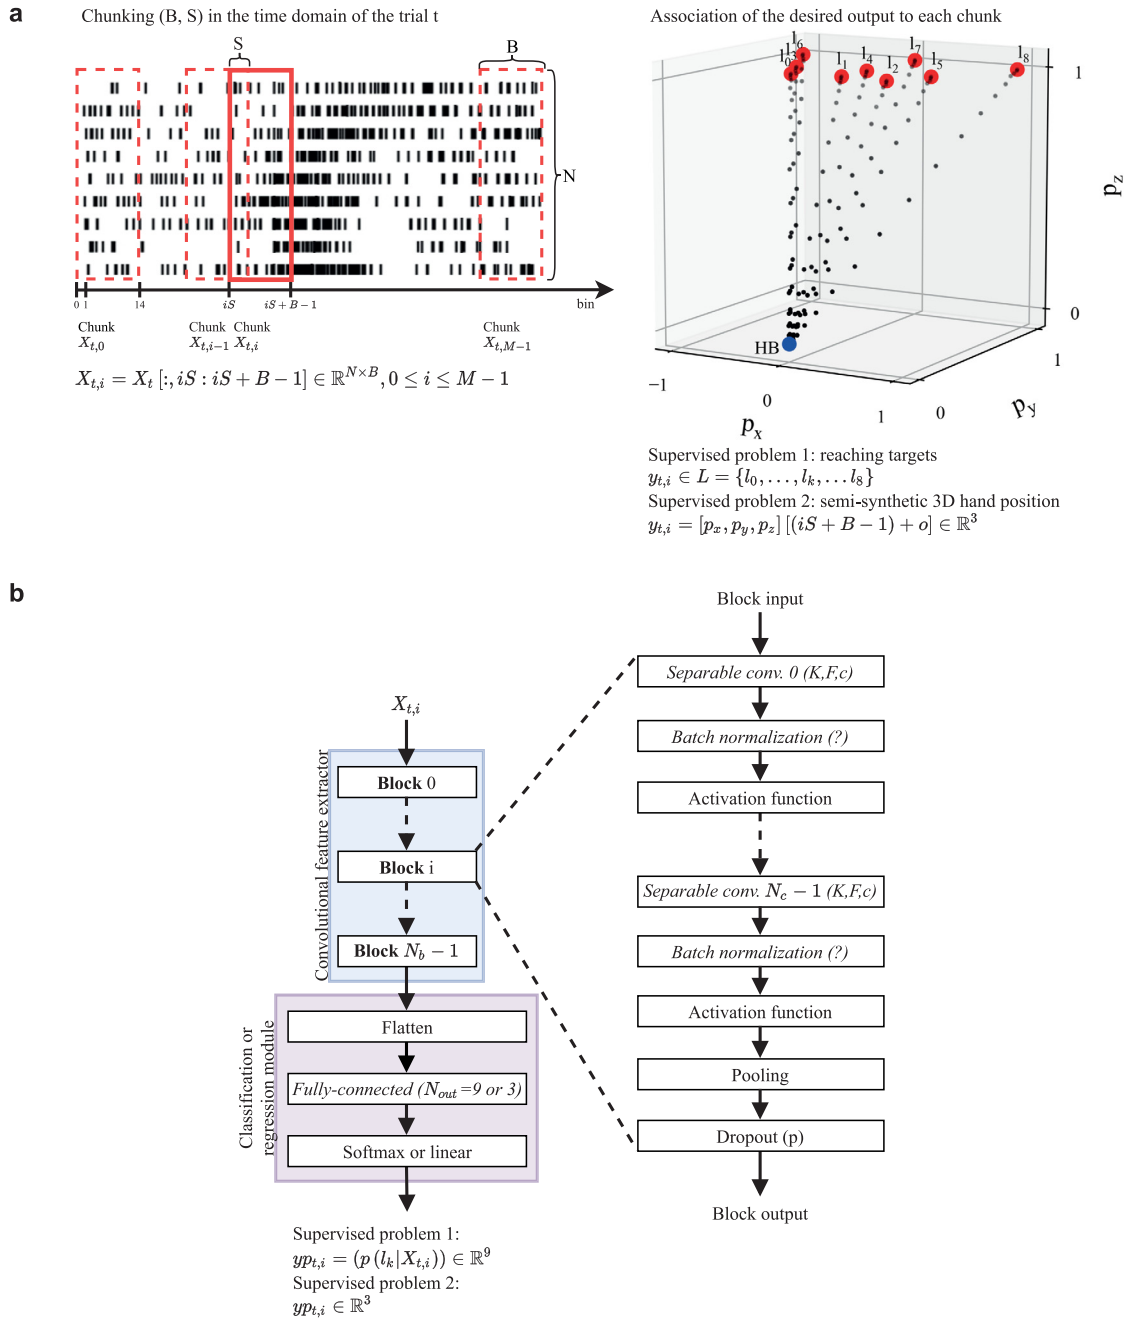 a
Chunking (B, S) in the time domain of the trial t
S
B
N
0 1 14 iS iS + B − 1 bin
Chunk Chunk Chunk Chunk
X_{t,0} X_{t,i−1} X_{t,i} X_{t,M−1}
X_{t,i} = X_t [:, iS : iS + B − 1] ∈ ℝ^{N×B}, 0 ≤ i ≤ M − 1
Association of the desired output to each chunk
l_0 l_3 l_6 l_1 l_4 l_2 l_7 l_5 l_8
1
p_z
0
HB
−1 0 1
p_x
0 1
p_y
Supervised problem 1: reaching targets
y_{t,i} ∈ L = {l_0, . . . , l_k, . . . l_8}
Supervised problem 2: semi-synthetic 3D hand position
y_{t,i} = [p_x, p_y, p_z] [(iS + B − 1) + o] ∈ ℝ^3
b
X_{t,i}
Convolutional feature extractor
Block 0
Block i
Block N_b − 1
Classification or
regression module
Flatten
Fully-connected (N_{out} =9 or 3)
Softmax or linear
Supervised problem 1:
yp_{t,i} = (p (l_k|X_{t,i})) ∈ ℝ^9
Supervised problem 2:
yp_{t,i} ∈ ℝ^3
Block input
Separable conv. 0 (K,F,c)
Batch normalization (?)
Activation function
Separable conv. N_c − 1 (K,F,c)
Batch normalization (?)
Activation function
Pooling
Dropout (p)
Block output